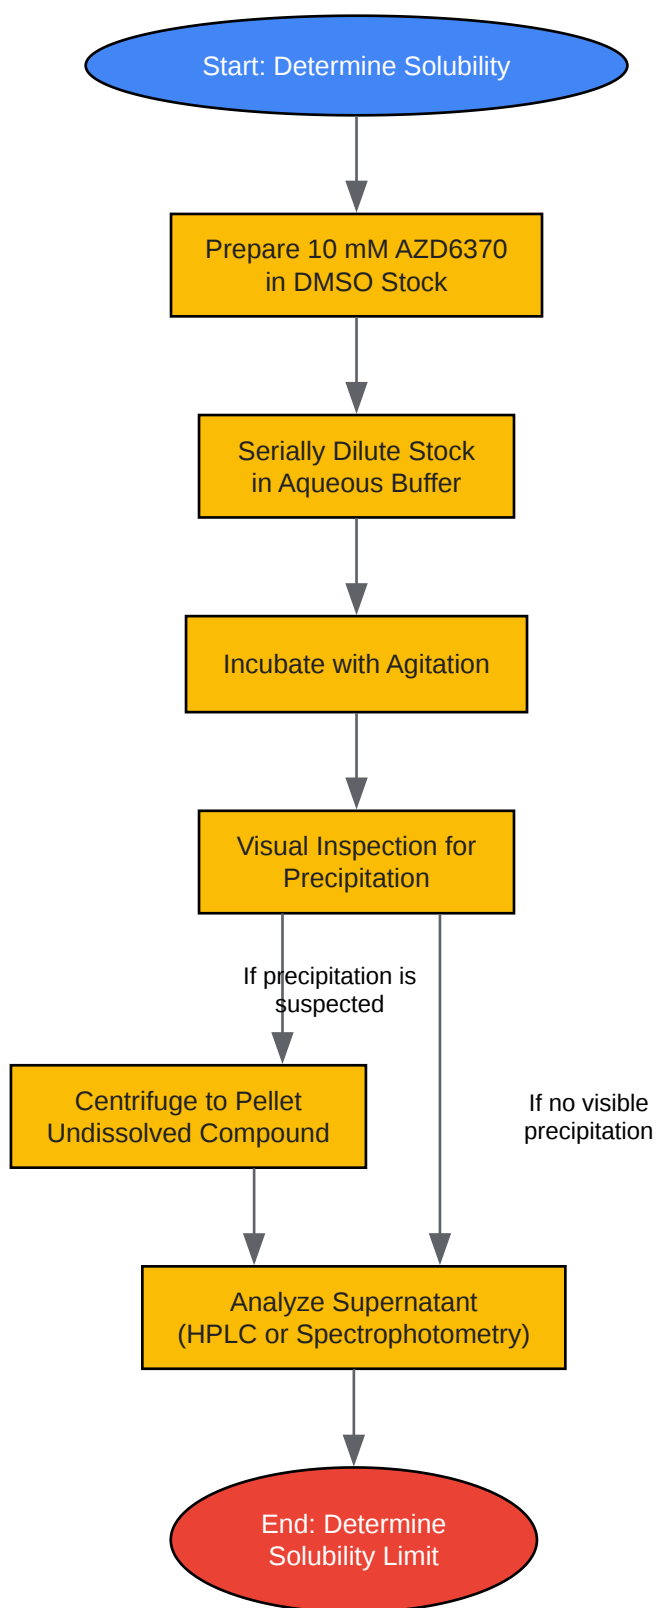 Start: Determine Solubility
Prepare 10 mM AZD6370
in DMSO Stock
Serially Dilute Stock
in Aqueous Buffer
Incubate with Agitation
Visual Inspection for
Precipitation
If precipitation is
suspected
Centrifuge to Pellet
Undissolved Compound
If no visible
precipitation
Analyze Supernatant
(HPLC or Spectrophotometry)
End: Determine
Solubility Limit